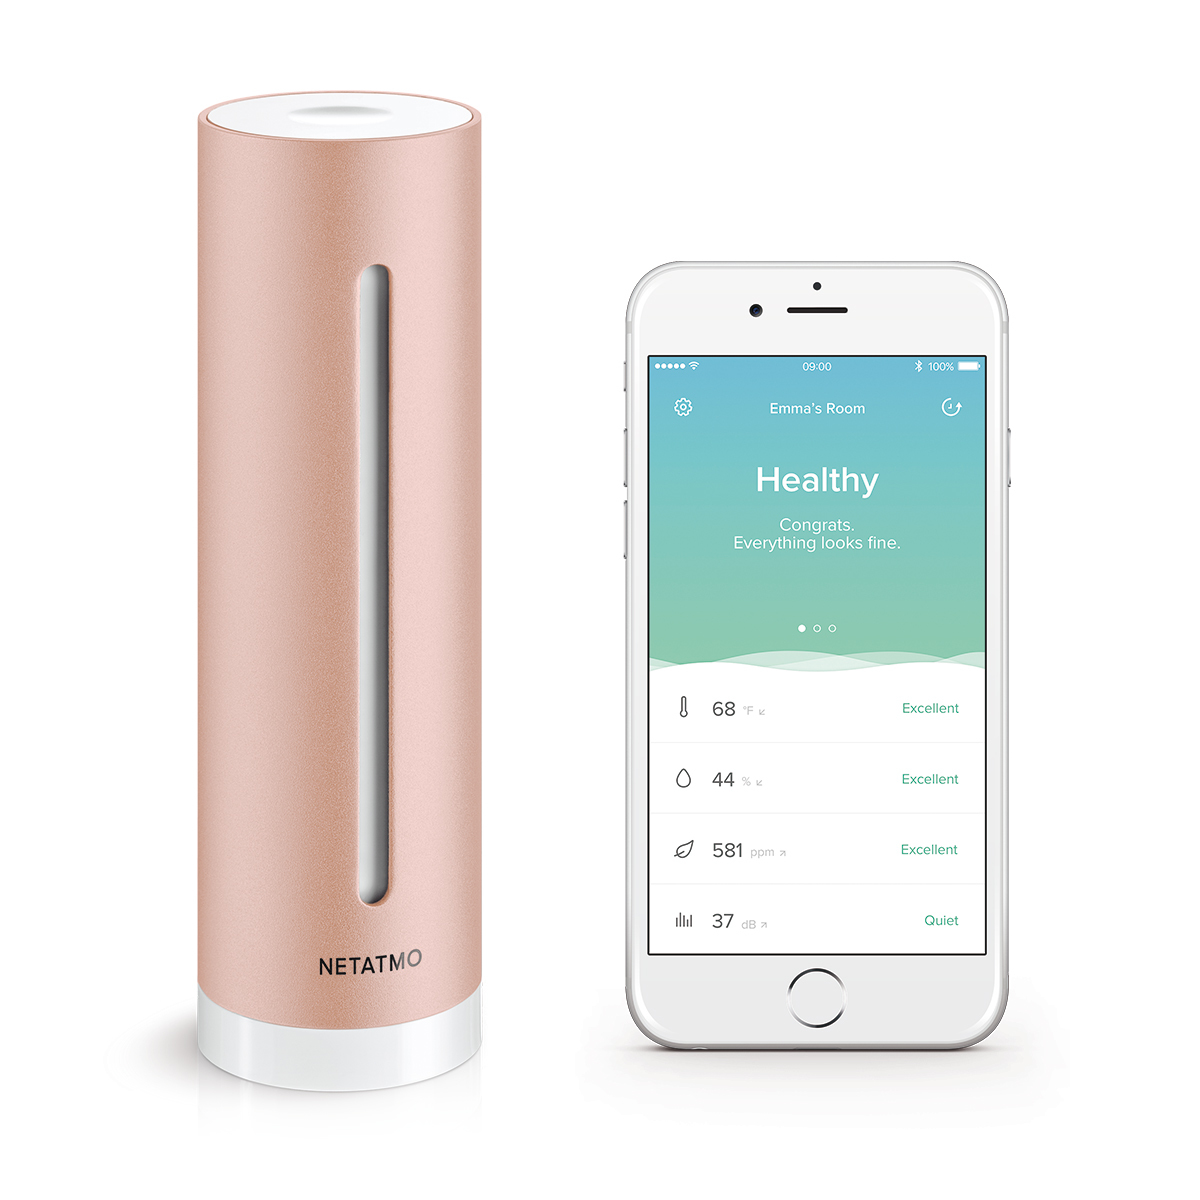 NETATMO
09:00
100%
Emma's Room
Healthy
Congrats.
Everything looks fine.
68 °F Excellent
44 % Excellent
581 ppm Excellent
37 dB Quiet